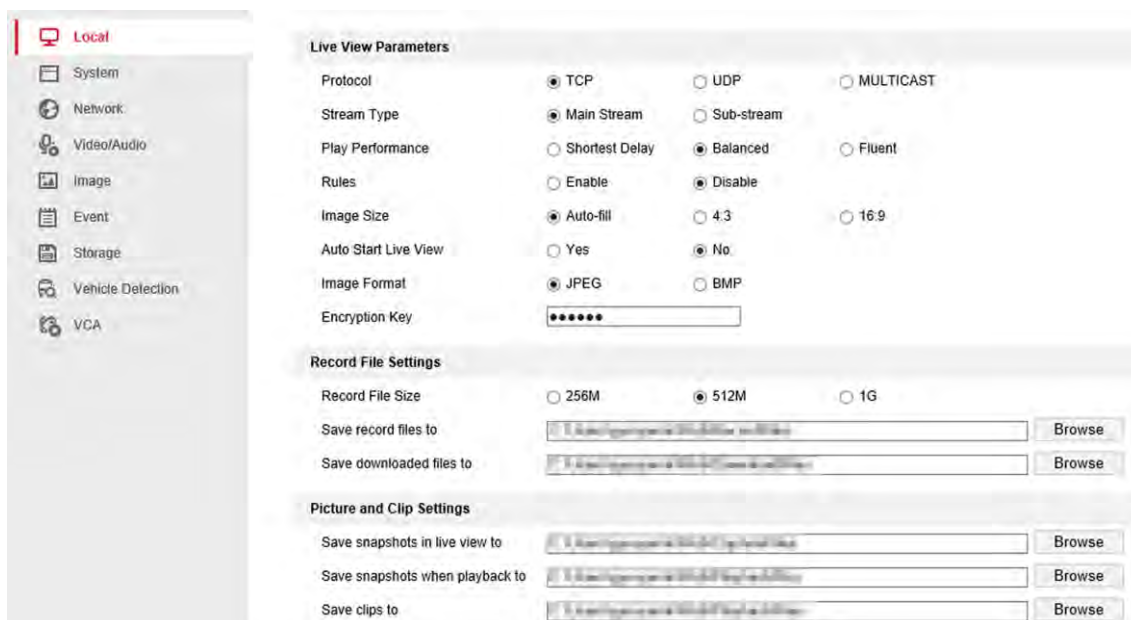 Local
System
Network
Video/Audio
Image
Event
Storage
Vehicle Detection
VCA
Live View Parameters
Protocol TCP UDP MULTICAST
Stream Type Main Stream Sub-stream
Play Performance Shortest Delay Balanced Fluent
Rules Enable Disable
Image Size Auto-fill 4:3 16:9
Auto Start Live View Yes No
Image Format JPEG BMP
Encryption Key ●●●●●●
Record File Settings
Record File Size 256M 512M 1G
Save record files to Browse
Save downloaded files to Browse
Picture and Clip Settings
Save snapshots in live view to Browse
Save snapshots when playback to Browse
Save clips to Browse